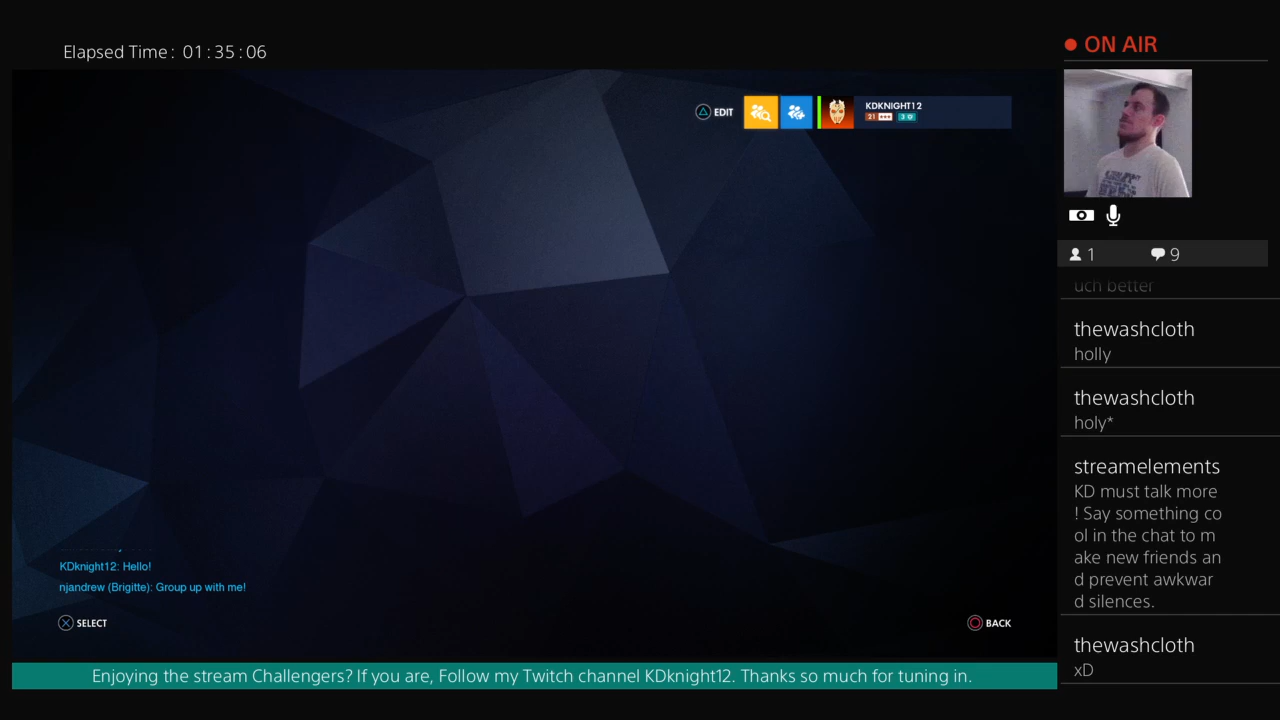 Elapsed Time: 01:35:06
ON AIR
EDIT
KDKNIGHT12
21
3
1
9
uch better
thewashcloth
holly
thewashcloth
holy*
streamelements
KD must talk more
! Say something co
ol in the chat to m
ake new friends an
d prevent awkwar
d silences.
thewashcloth
xD
KDknight12: Hello!
njandrew (Brigitte): Group up with me!
SELECT
BACK
Enjoying the stream Challengers? If you are, Follow my Twitch channel KDknight12. Thanks so much for tuning in.